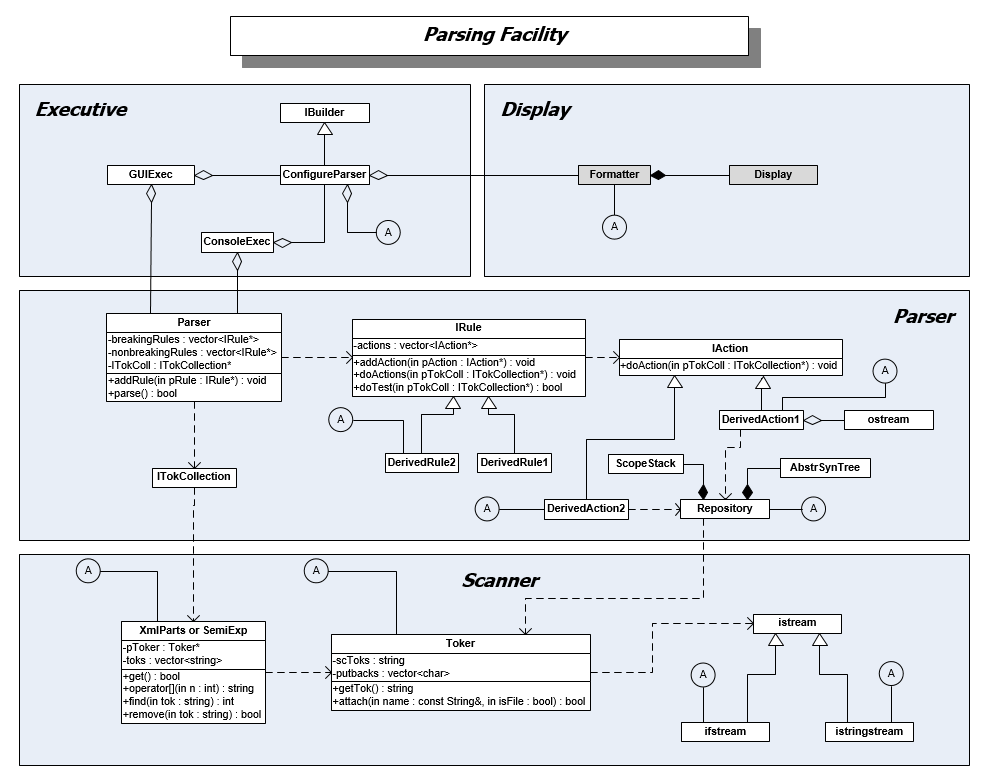 Parsing Facility
Executive
IBuilder
GUIExec
ConfigureParser
A
ConsoleExec
Display
Formatter
Display
A
Parser
Parser
-breakingRules : vector<IRule*>
-nonbreakingRules : vector<IRule*>
-ITokColl : ITokCollection*
+addRule(in pRule : IRule*) : void
+parse() : bool
IRule
-actions : vector<IAction*>
+addAction(in pAction : IAction*) : void
+doActions(in pTokColl : ITokCollection*) : void
+doTest(in pTokColl : ITokCollection*) : bool
IAction
+doAction(in pTokColl : ITokCollection*) : void
A
A
DerivedAction1
ostream
DerivedRule2
DerivedRule1
ScopeStack
AbstrSynTree
ITokCollection
A
DerivedAction2
Repository
A
Scanner
A
A
XmlParts or SemiExp
-pToker : Toker*
-toks : vector<string>
+get() : bool
+operator[](in n : int) : string
+find(in tok : string) : int
+remove(in tok : string) : bool
Toker
-scToks : string
-putbacks : vector<char>
+getTok() : string
+attach(in name : const String&, in isFile : bool) : bool
istream
A
A
ifstream
istringstream